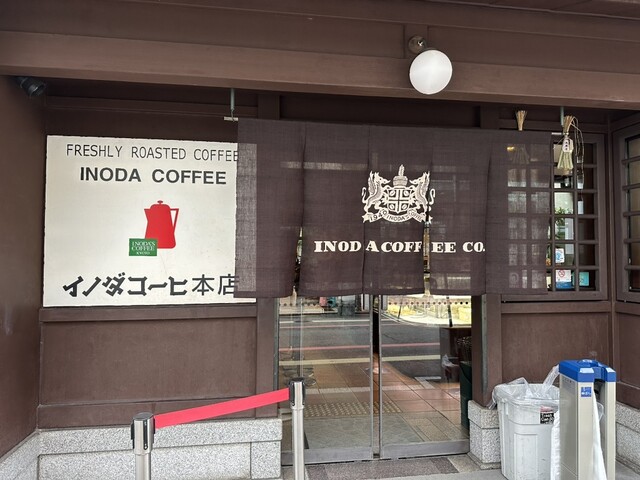 FRESHLY ROASTED COFFEE
INODA COFFEE
INODA'S
COFFEE
イノダコーヒ本店
INODA COFFEE CO.